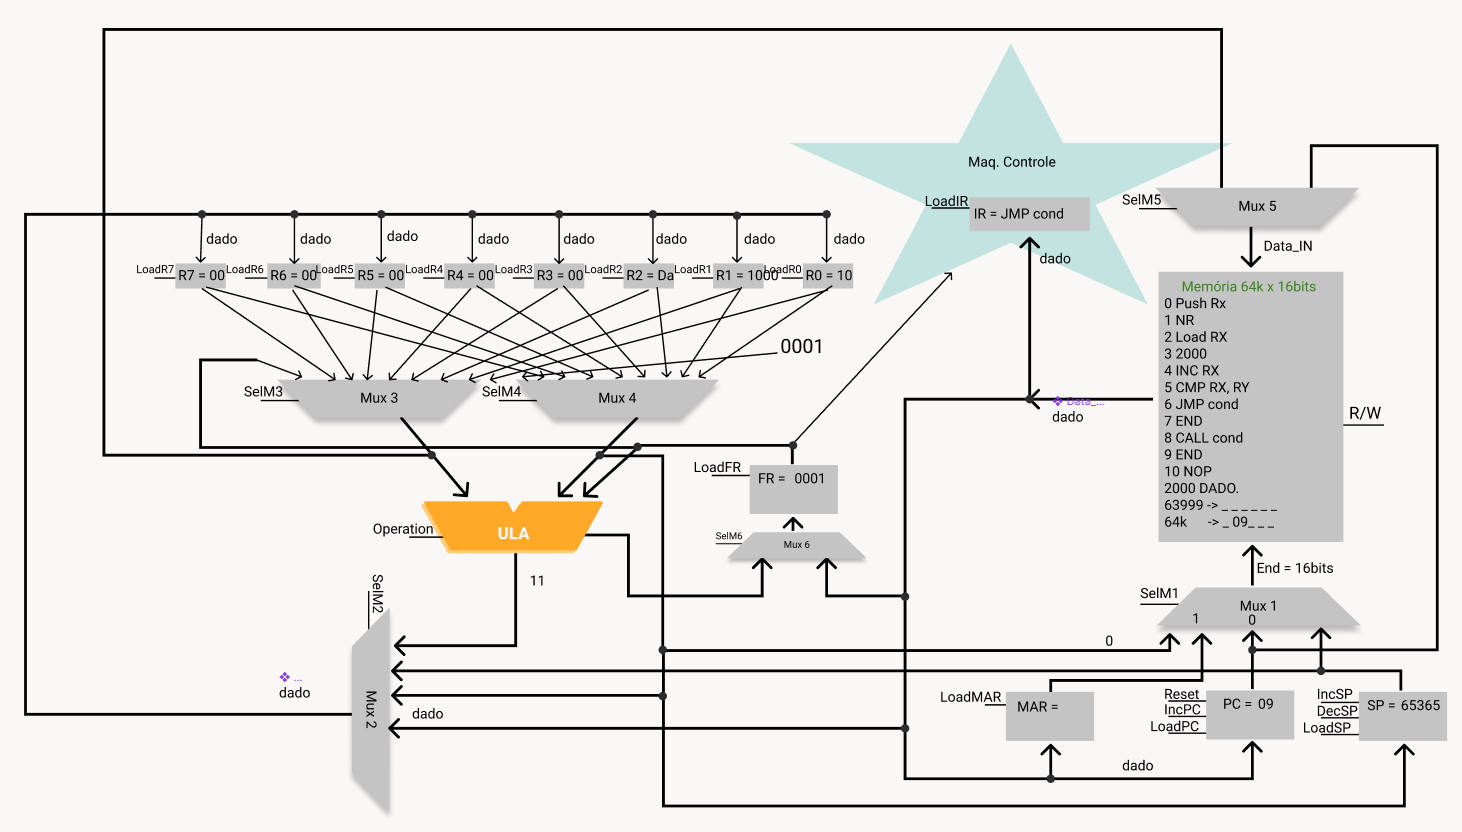 Maq. Controle
LoadIR
IR = JMP cond
dado
SelM5
Mux 5
Data_IN
dado
dado
dado
dado
dado
dado
dado
dado
LoadR7
R7 = 00
LoadR6
R6 = 00
LoadR5
R5 = 00
LoadR4
R4 = 00
LoadR3
R3 = 00
LoadR2
R2 = Da
LoadR1
R1 = 1000
LoadR0
R0 = 10
0001
SelM3
Mux 3
SelM4
Mux 4
Memória 64k x 16bits
0 Push Rx
1 NR
2 Load RX
3 2000
4 INC RX
5 CMP RX, RY
6 JMP cond
7 END
8 CALL cond
9 END
10 NOP
2000 DADO.
63999 -> _ _ _ _ _ _
64k -> _ 09_ _ _
R/W
Data_...
dado
LoadFR
FR = 0001
Operation
ULA
SelM6
Mux 6
11
End = 16bits
SelM1
Mux 1
1
0
0
SelM2
Mux 2
...
dado
dado
LoadMAR
MAR =
Reset
IncPC
LoadPC
PC = 09
IncSP
DecSP
LoadSP
SP = 65365
dado